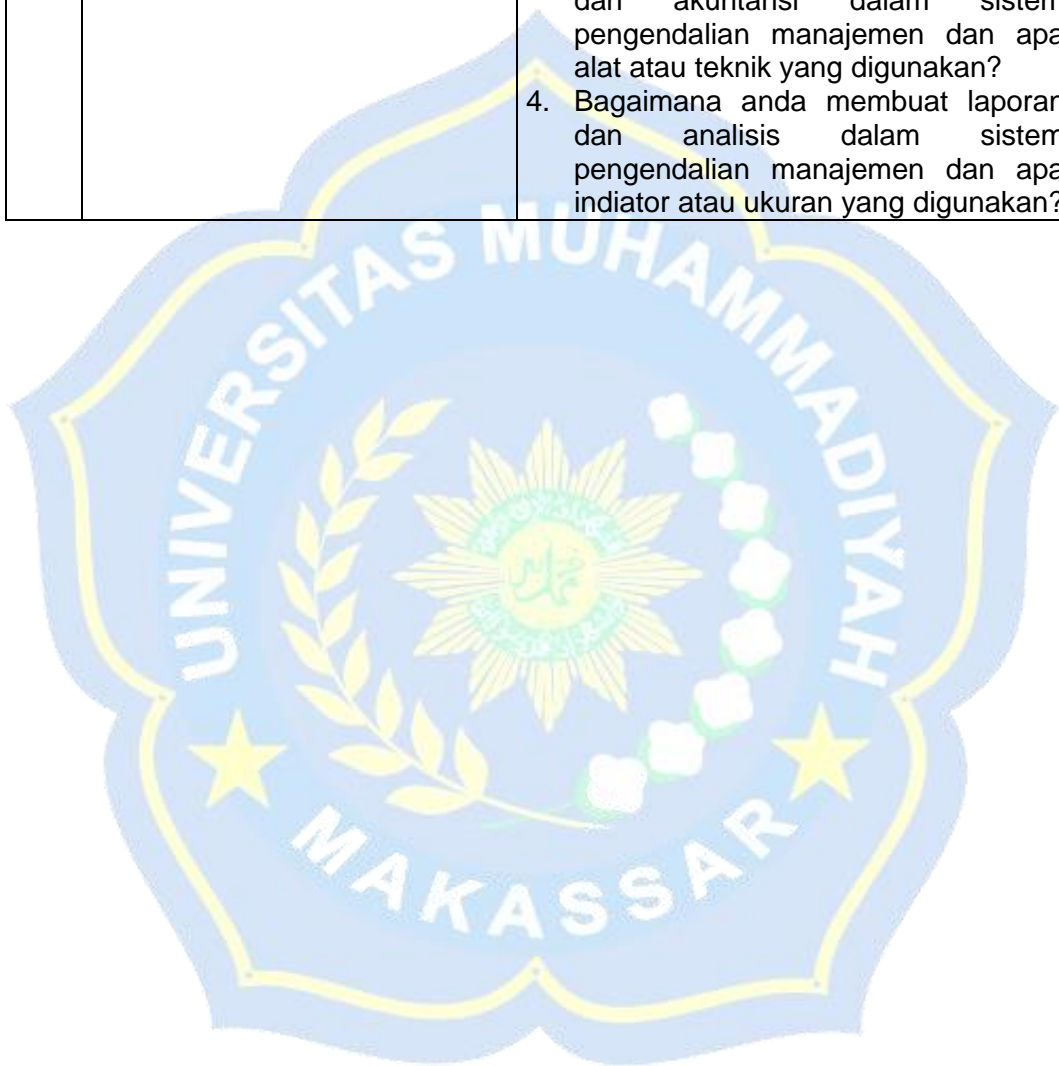 dan akuntansi dalam sistem
pengendalian manajemen dan apa
alat atau teknik yang digunakan?
4. Bagaimana anda membuat laporan
dan analisis dalam sistem
pengendalian manajemen dan apa
indiator atau ukuran yang digunakan?
UNIVERSITAS MUHAMMADIYAH
MAKASSAR